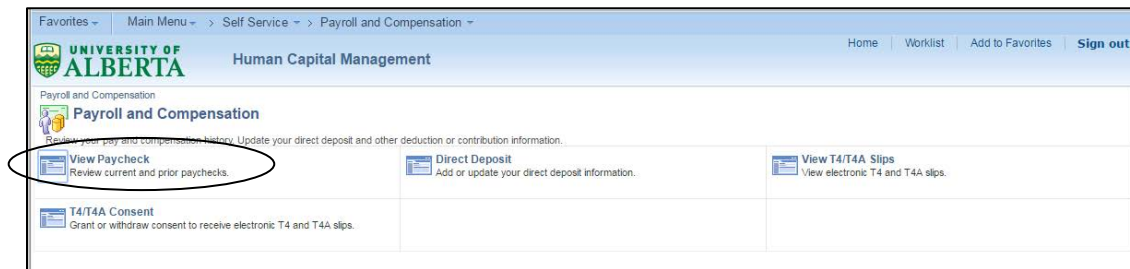 Favorites Main Menu > Self Service > Payroll and Compensation
Home Worklist Add to Favorites Sign out
UNIVERSITY OF
ALBERTA
Human Capital Management
Payroll and Compensation
Payroll and Compensation
Review your pay and compensation history. Update your direct deposit and other deduction or contribution information.
View Paycheck
Review current and prior paychecks.
Direct Deposit
Add or update your direct deposit information.
View T4/T4A Slips
View electronic T4 and T4A slips.
T4/T4A Consent
Grant or withdraw consent to receive electronic T4 and T4A slips.